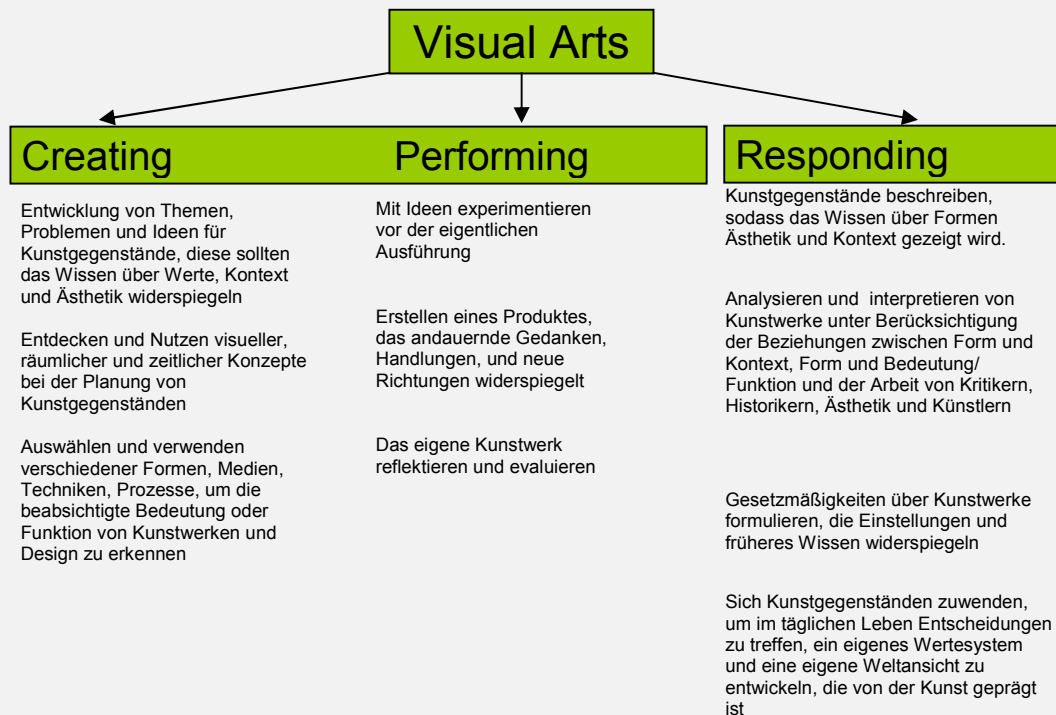 Visual Arts
Creating
Performing
Responding
Entwicklung von Themen,
Problemen und Ideen für
Kunstgegenstände, diese sollten
das Wissen über Werte, Kontext
und Ästhetik widerspiegeln
Entdecken und Nutzen visueller,
räumlicher und zeitlicher Konzepte
bei der Planung von
Kunstgegenständen
Auswählen und verwenden
verschiedener Formen, Medien,
Techniken, Prozesse, um die
beabsichtigte Bedeutung oder
Funktion von Kunstwerken und
Design zu erkennen
Mit Ideen experimentieren
vor der eigentlichen
Ausführung
Erstellen eines Produktes,
das andauernde Gedanken,
Handlungen, und neue
Richtungen widerspiegelt
Das eigene Kunstwerk
reflektieren und evaluieren
Kunstgegenstände beschreiben,
sodass das Wissen über Formen
Ästhetik und Kontext gezeigt wird.
Analysieren und  interpretieren von
Kunstwerke unter Berücksichtigung
der Beziehungen zwischen Form und
Kontext, Form und Bedeutung/
Funktion und der Arbeit von Kritikern,
Historikern, Ästhetik und Künstlern
Gesetzmäßigkeiten über Kunstwerke
formulieren, die Einstellungen und
früheres Wissen widerspiegeln
Sich Kunstgegenständen zuwenden,
um im täglichen Leben Entscheidungen
zu treffen, ein eigenes Wertesystem
und eine eigene Weltansicht zu
entwickeln, die von der Kunst geprägt
ist